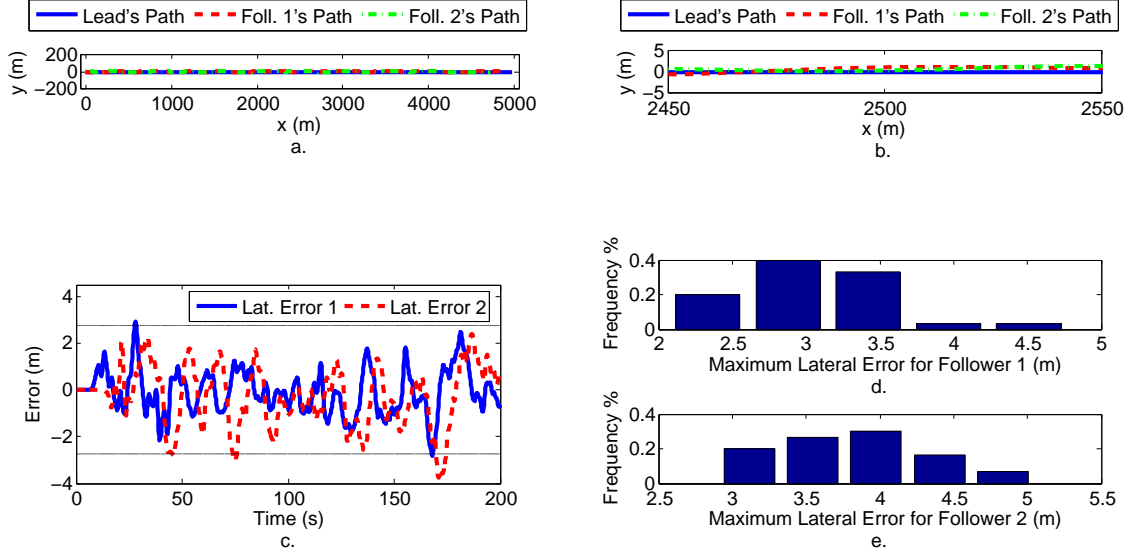 Lead's Path Foll. 1's Path Foll. 2's Path
y (m)
200
0
−200
0 1000 2000 3000 4000 5000
x (m)
a.
Lead's Path Foll. 1's Path Foll. 2's Path
y (m)
5
0
−5
2450 2500 2550
x (m)
b.
Error (m)
4
2
0
−2
−4
Lat. Error 1 Lat. Error 2
0 50 100 150 200
Time (s)
c.
Frequency %
0.4
0.2
0
2 2.5 3 3.5 4 4.5 5
Maximum Lateral Error for Follower 1 (m)
d.
Frequency %
0.4
0.2
0
2.5 3 3.5 4 4.5 5 5.5
Maximum Lateral Error for Follower 2 (m)
e.